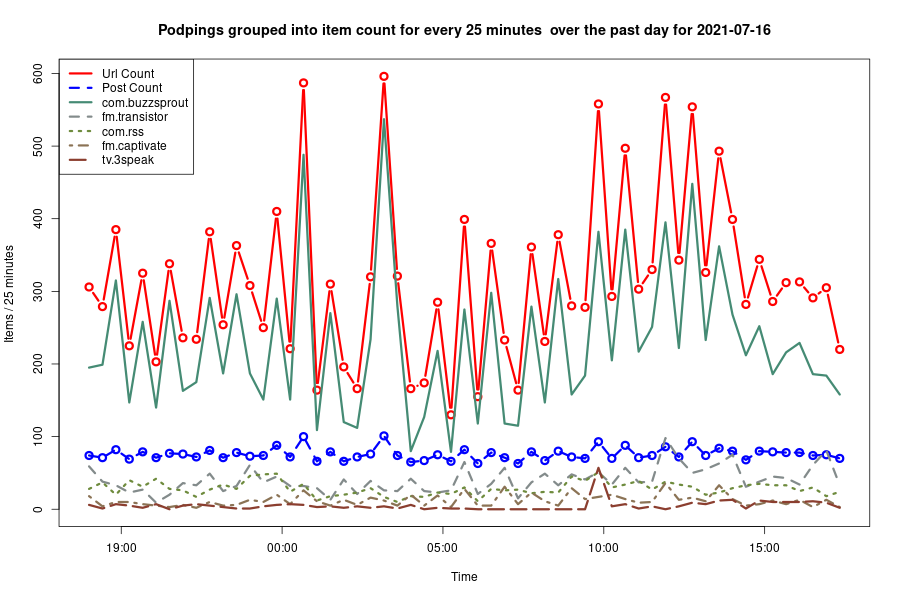 Podpings grouped into item count for every 25 minutes  over the past day for 2021-07-16
Url Count
Post Count
com.buzzsprout
fm.transistor
com.rss
fm.captivate
tv.3speak
Items / 25 minutes
600
500
400
300
200
100
0
19:00 00:00 05:00 10:00 15:00
Time